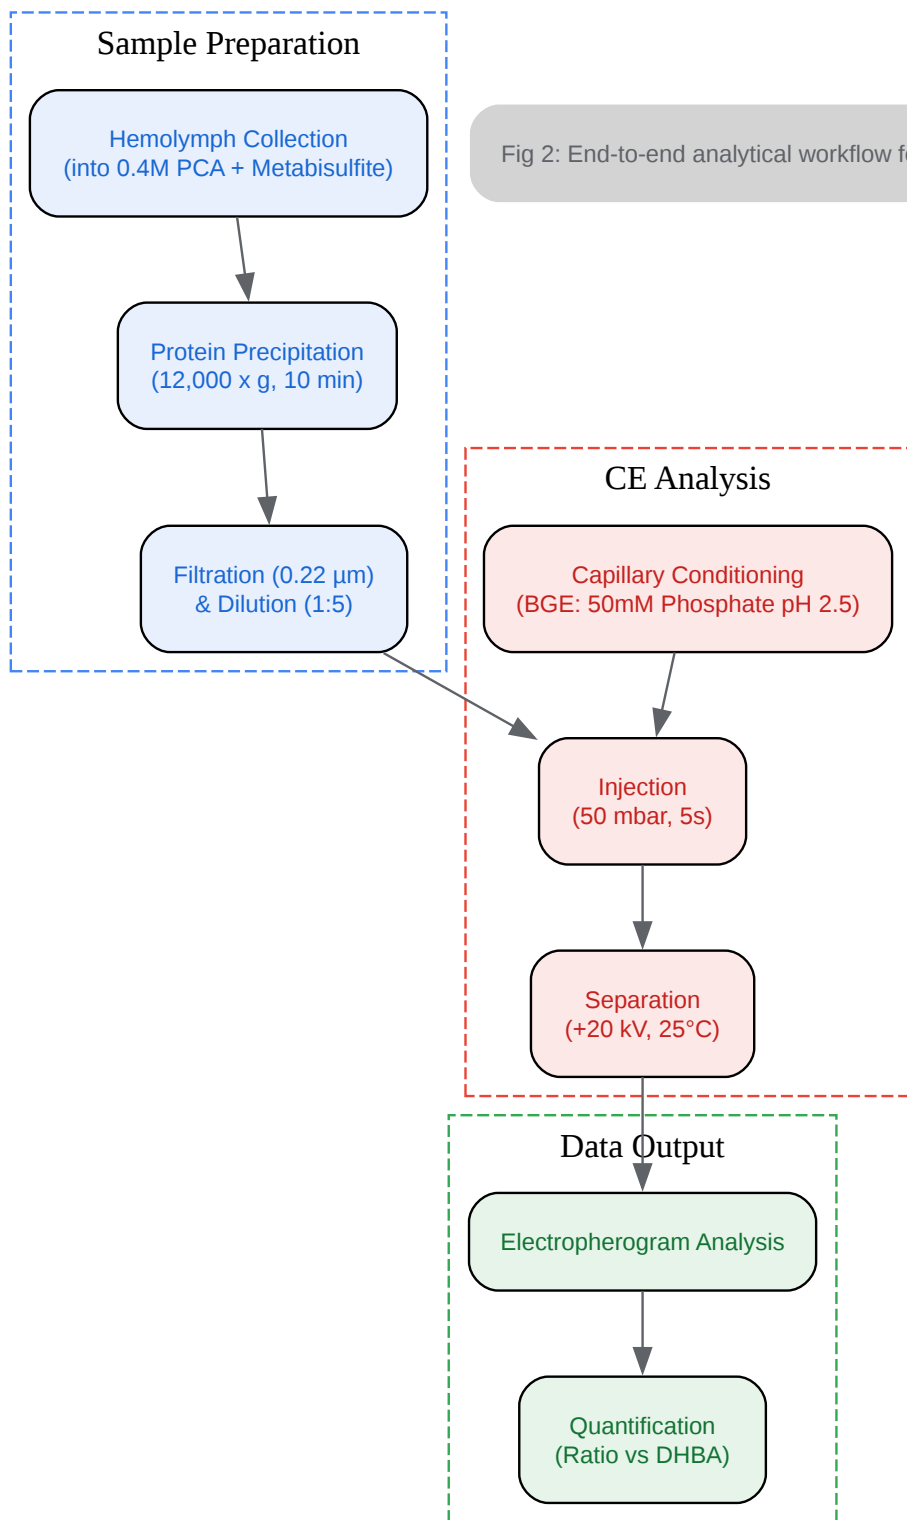 Sample Preparation
Hemolymph Collection
(into 0.4M PCA + Metabisulfite)
Fig 2: End-to-end analytical workflow
Protein Precipitation
(12,000 x g, 10 min)
Filtration (0.22 µm)
& Dilution (1:5)
CE Analysis
Capillary Conditioning
(BGE: 50mM Phosphate pH 2.5)
Injection
(50 mbar, 5s)
Separation
(+20 kV, 25°C)
Data Output
Electropherogram Analysis
Quantification
(Ratio vs DHBA)